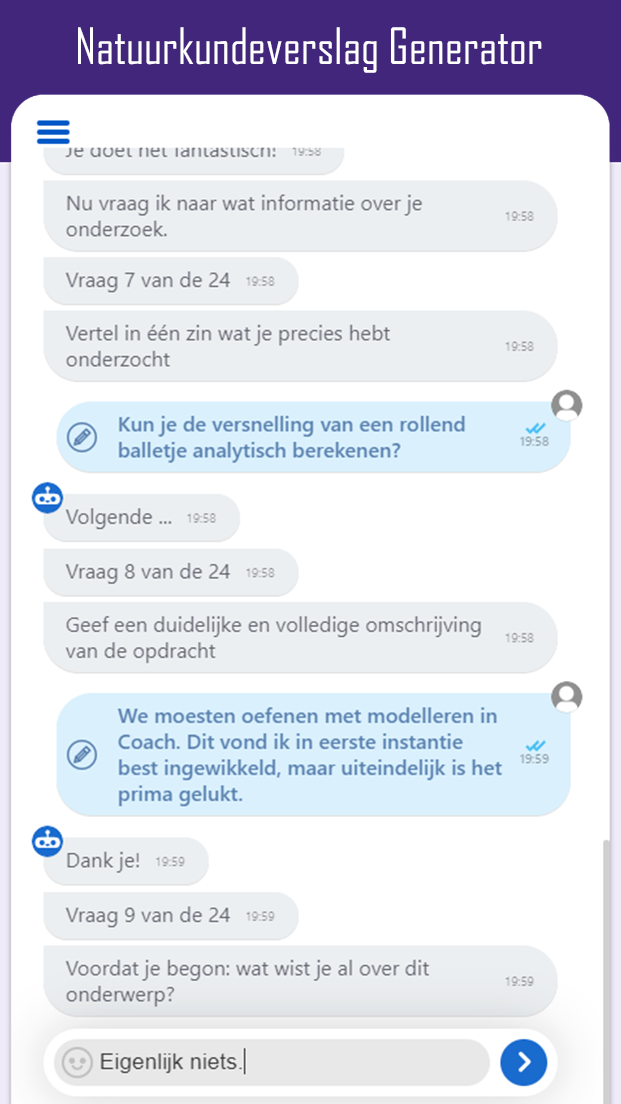 Natuurkundeverslag Generator
Je doet het fantastisch! 19:58
Nu vraag ik naar wat informatie over je
onderzoek. 19:58
Vraag 7 van de 24 19:58
Vertel in één zin wat je precies hebt
onderzocht 19:58
Kun je de versnelling van een rollend
balletje analytisch berekenen? 19:58
Volgende ... 19:58
Vraag 8 van de 24 19:58
Geef een duidelijke en volledige omschrijving
van de opdracht 19:58
We moesten oefenen met modelleren in
Coach. Dit vond ik in eerste instantie
best ingewikkeld, maar uiteindelijk is het
prima gelukt. 19:59
Dank je! 19:59
Vraag 9 van de 24 19:59
Voordat je begon: wat wist je al over dit
onderwerp? 19:59
Eigenlijk niets.